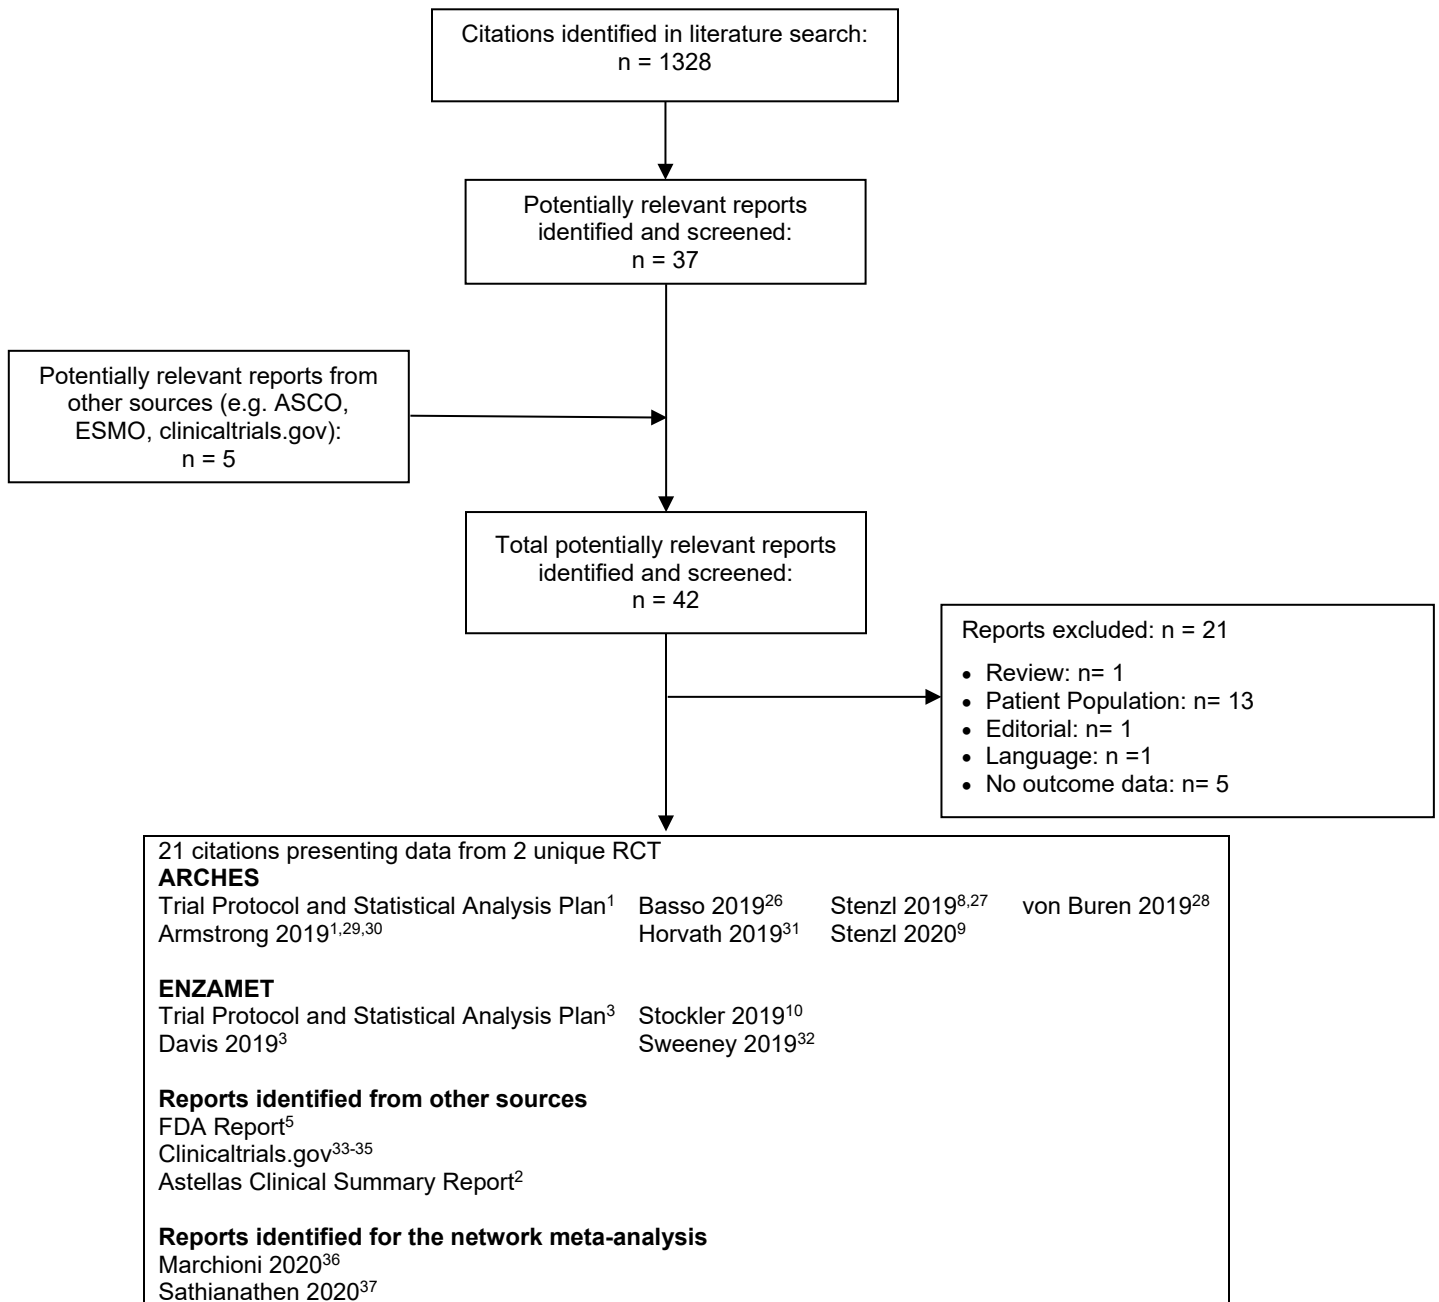 Citations identified in literature search:
n = 1328
Potentially relevant reports
identified and screened:
n = 37
Potentially relevant reports from
other sources (e.g. ASCO,
ESMO, clinicaltrials.gov):
n = 5
Total potentially relevant reports
identified and screened:
n = 42
Reports excluded: n = 21
• Review: n= 1
• Patient Population: n= 13
• Editorial: n= 1
• Language: n =1
• No outcome data: n= 5
21 citations presenting data from 2 unique RCT
ARCHES
Trial Protocol and Statistical Analysis Plan¹ Basso 2019²⁶ Stenzl 2019⁸,²⁷ von Buren 2019²⁸
Armstrong 2019¹,²⁹,³⁰ Horvath 2019³¹ Stenzl 2020⁹
ENZAMET
Trial Protocol and Statistical Analysis Plan³ Stockler 2019¹⁰
Davis 2019³ Sweeney 2019³²
Reports identified from other sources
FDA Report⁵
Clinicaltrials.gov³³⁻³⁵
Astellas Clinical Summary Report²
Reports identified for the network meta-analysis
Marchioni 2020³⁶
Sathianathen 2020³⁷